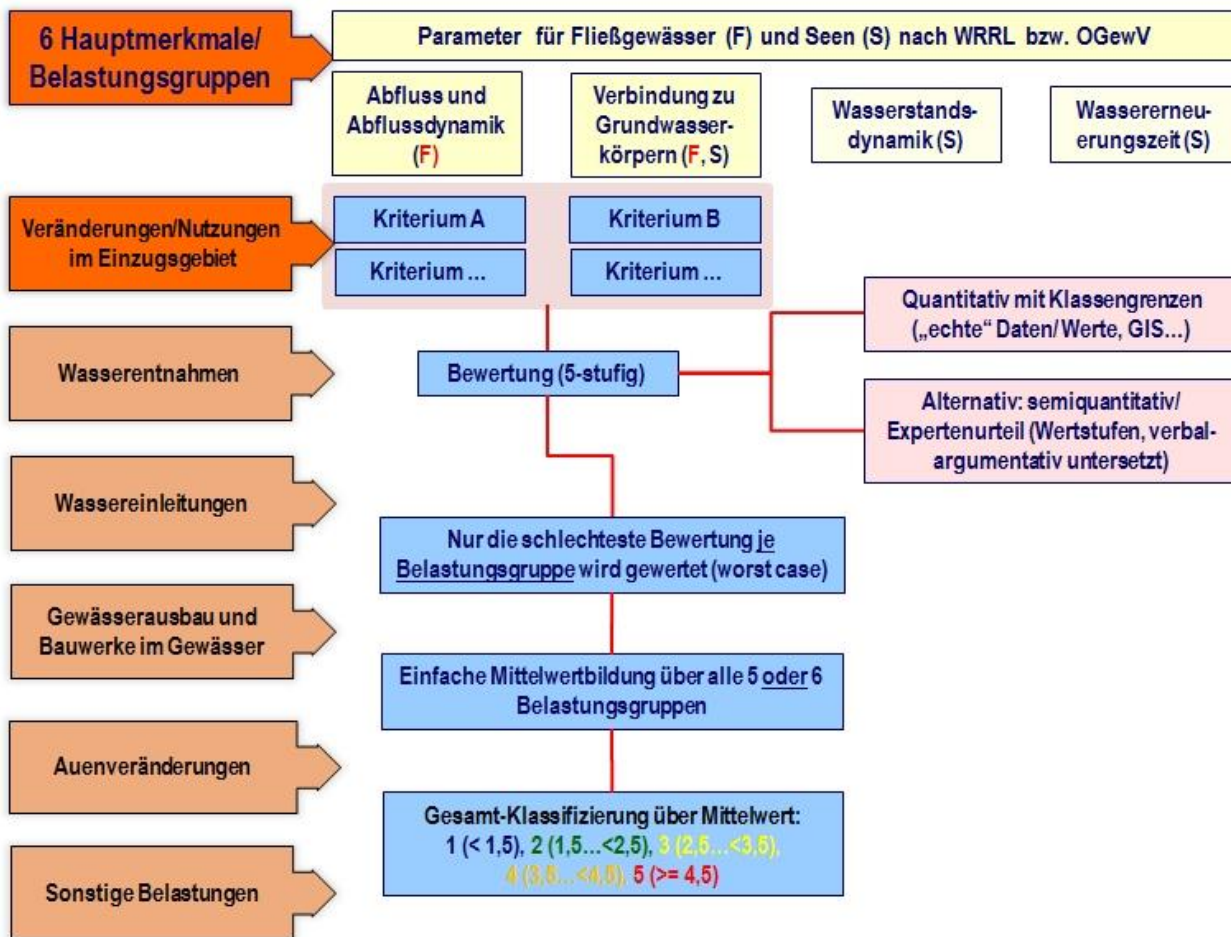 6 Hauptmerkmale/
Belastungsgruppen
Parameter für Fließgewässer (F) und Seen (S) nach WRRL bzw. OGewV
Abfluss und
Abflussdynamik
(F)
Verbindung zu
Grundwasser-
körpern (F, S)
Wasserstands-
dynamik (S)
Wassererneu-
erungszeit (S)
Veränderungen/Nutzungen
im Einzugsgebiet
Kriterium A
Kriterium B
Kriterium ...
Kriterium ...
Quantitativ mit Klassengrenzen
(„echte“ Daten/ Werte, GIS…)
Wasserentnahmen
Bewertung (5-stufig)
Alternativ: semiquantitativ/
Expertenurteil (Wertstufen, verbal-
argumentativ untersetzt)
Wassereinleitungen
Nur die schlechteste Bewertung je
Belastungsgruppe wird gewertet (worst case)
Gewässerausbau und
Bauwerke im Gewässer
Einfache Mittelwertbildung über alle 5 oder 6
Belastungsgruppen
Auenveränderungen
Gesamt-Klassifizierung über Mittelwert:
1 (< 1,5), 2 (1,5…<2,5), 3 (2,5…<3,5),
4 (3,5…<4,5), 5 (>= 4,5)
Sonstige Belastungen